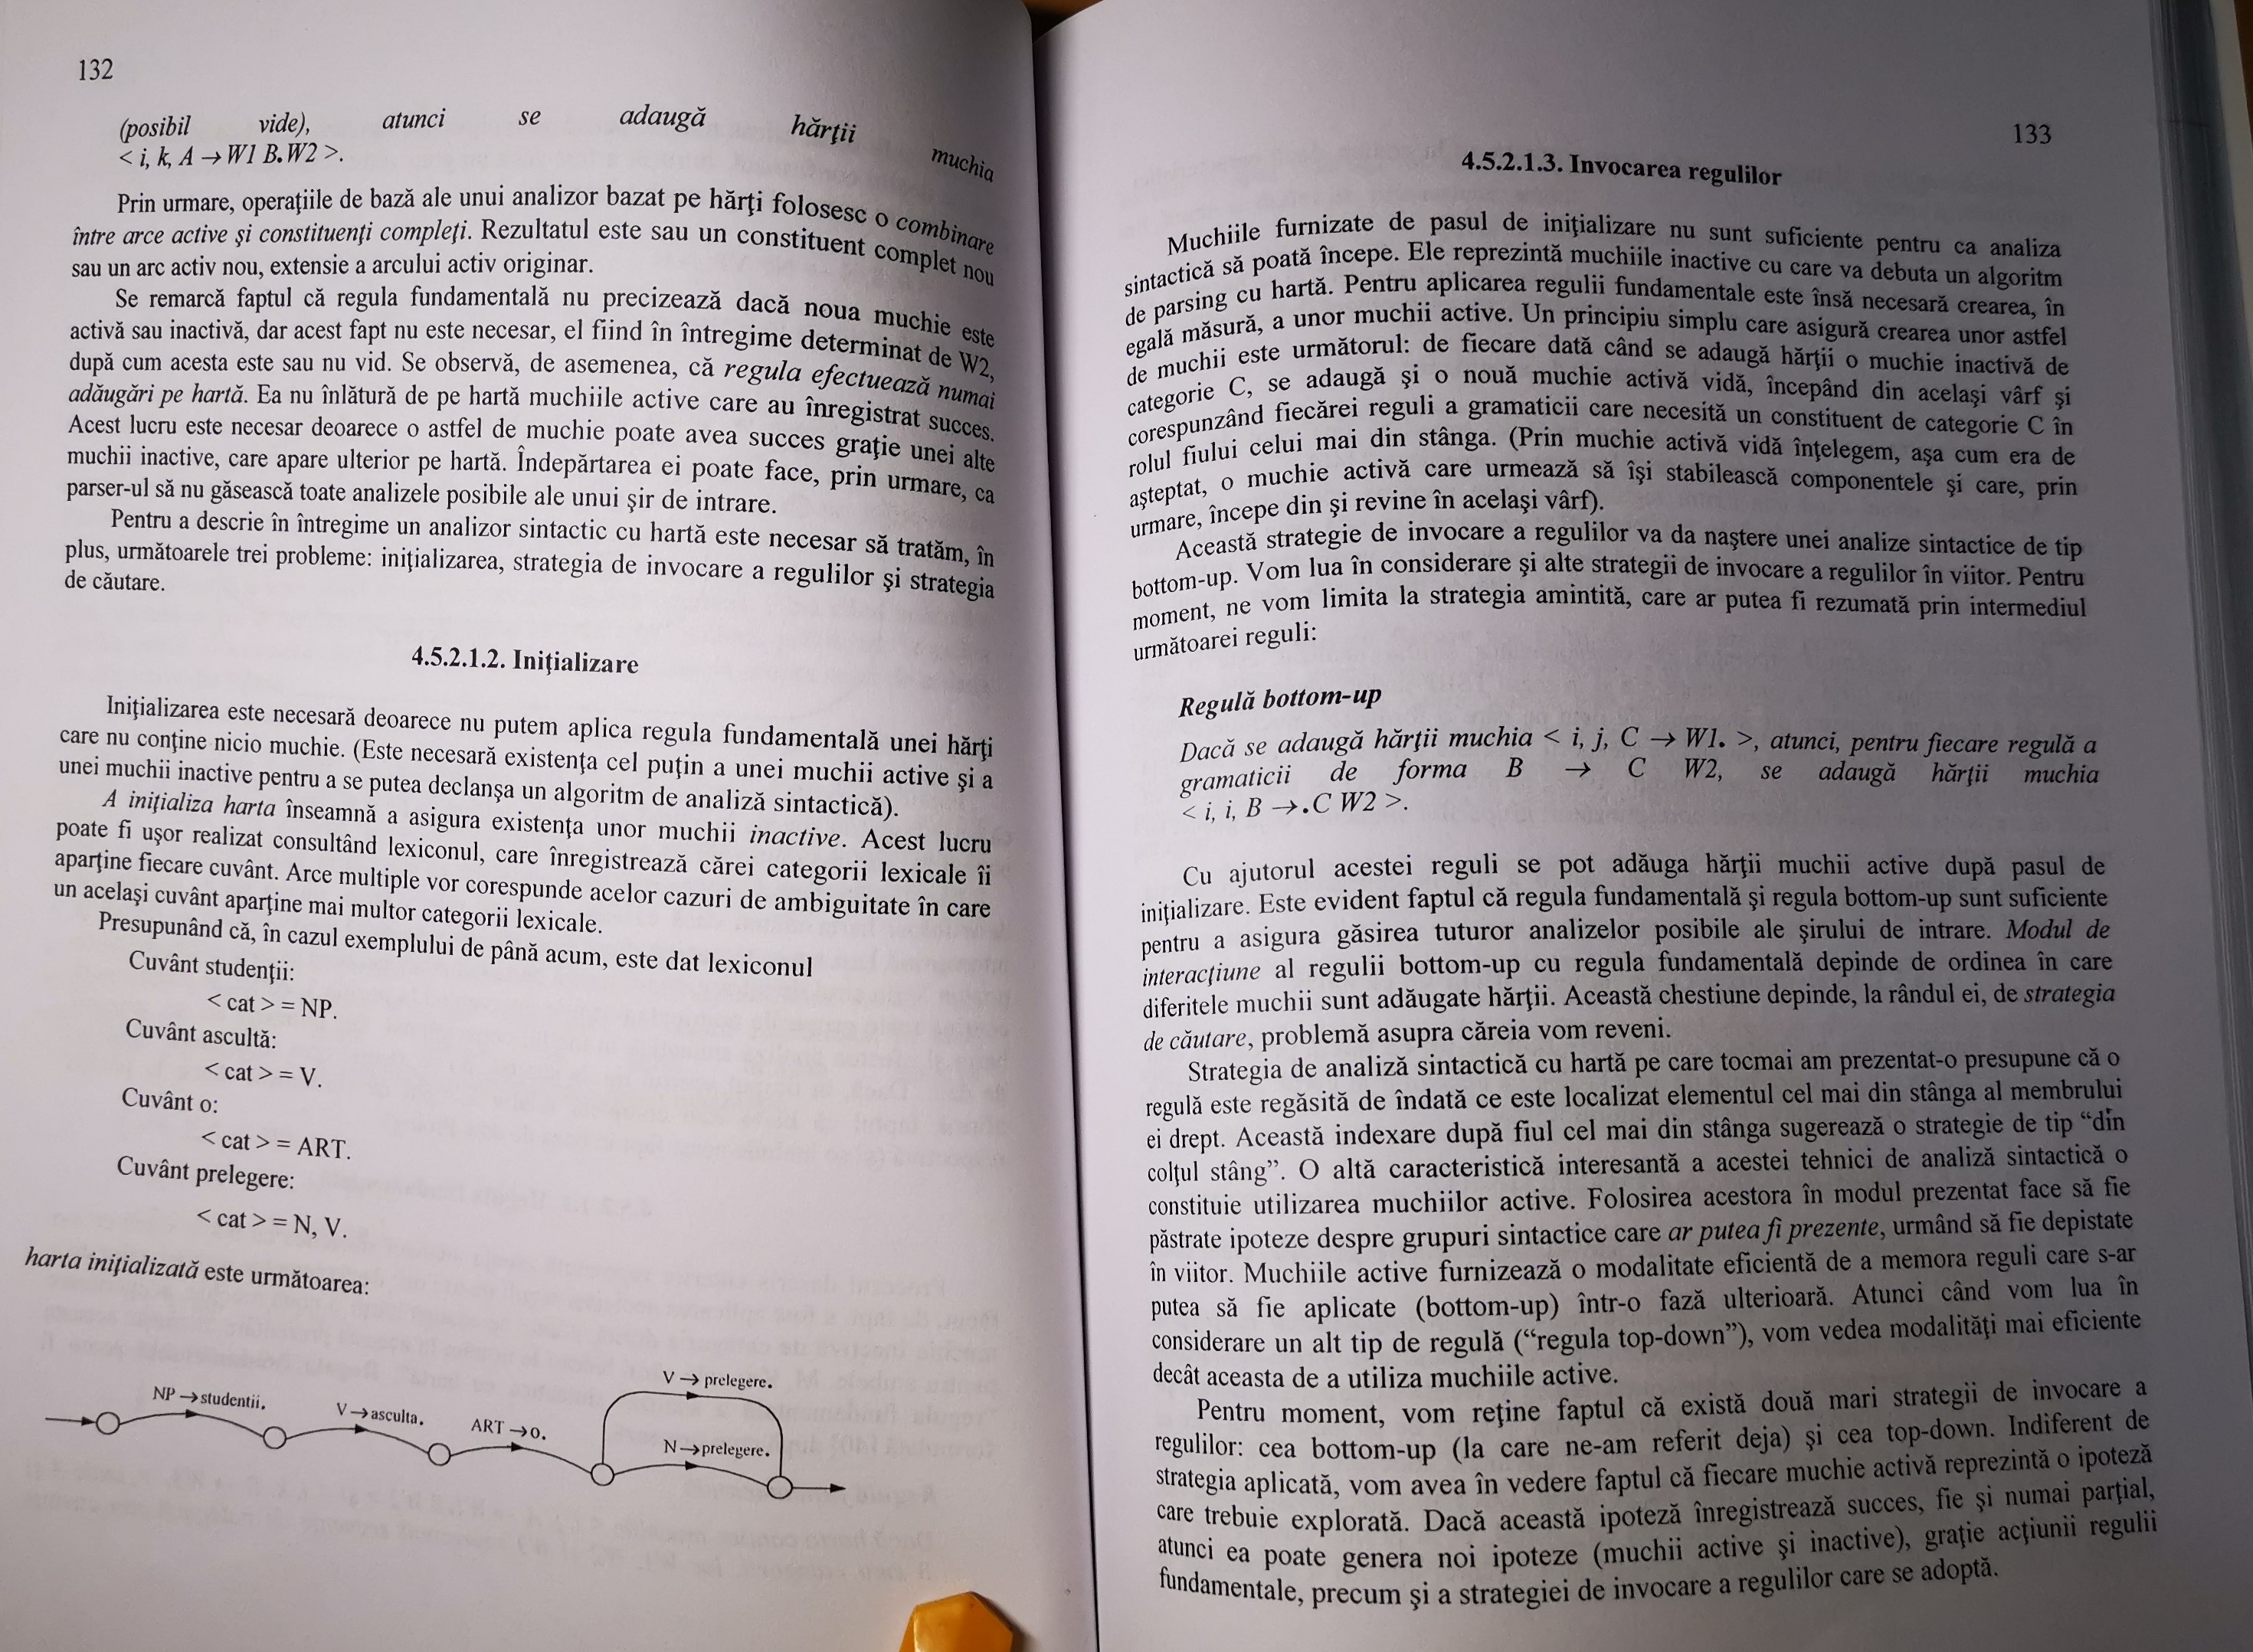 132
(posibil vide), atunci se adaugă hărţii muchia
< i, k, A → W1 B.W2 >.
Prin urmare, operaţiile de bază ale unui analizor bazat pe hărţi folosesc o combinare
între arce active şi constituenţi compleţi. Rezultatul este sau un constituent complet nou
sau un arc activ nou, extensie a arcului activ originar.
Se remarcă faptul că regula fundamentală nu precizează dacă noua muchie este
activă sau inactivă, dar acest fapt nu este necesar, el fiind în întregime determinat de W2,
după cum acesta este sau nu vid. Se observă, de asemenea, că regula efectuează numai
adăugări pe hartă. Ea nu înlătură de pe hartă muchiile active care au înregistrat succes.
Acest lucru este necesar deoarece o astfel de muchie poate avea succes graţie unei alte
muchii inactive, care apare ulterior pe hartă. Îndepărtarea ei poate face, prin urmare, ca
parser-ul să nu găsească toate analizele posibile ale unui şir de intrare.
Pentru a descrie în întregime un analizor sintactic cu hartă este necesar să tratăm, în
plus, următoarele trei probleme: iniţializarea, strategia de invocare a regulilor şi strategia
de căutare.
4.5.2.1.2. Iniţializare
Iniţializarea este necesară deoarece nu putem aplica regula fundamentală unei hărţi
care nu conţine nicio muchie. (Este necesară existenţa cel puţin a unei muchii active şi a
unei muchii inactive pentru a se putea declanşa un algoritm de analiză sintactică).
A iniţializa harta înseamnă a asigura existenţa unor muchii inactive. Acest lucru
poate fi uşor realizat consultând lexiconul, care înregistrează cărei categorii lexicale îi
aparţine fiecare cuvânt. Arce multiple vor corespunde acelor cazuri de ambiguitate în care
un acelaşi cuvânt aparţine mai multor categorii lexicale.
Presupunând că, în cazul exemplului de până acum, este dat lexiconul
Cuvânt studenţii:
< cat > = NP.
Cuvânt ascultă:
< cat > = V.
Cuvânt o:
< cat > = ART.
Cuvânt prelegere:
< cat > = N, V.
harta iniţializată este următoarea:
V → prelegere.
NP → studentii.
V → asculta.
ART → o.
N → prelegere.
133
4.5.2.1.3. Invocarea regulilor
Muchiile furnizate de pasul de iniţializare nu sunt suficiente pentru ca analiza
sintactică să poată începe. Ele reprezintă muchiile inactive cu care va debuta un algoritm
de parsing cu hartă. Pentru aplicarea regulii fundamentale este însă necesară crearea, în
egală măsură, a unor muchii active. Un principiu simplu care asigură crearea unor astfel
de muchii este următorul: de fiecare dată când se adaugă hărţii o muchie inactivă de
categorie C, se adaugă şi o nouă muchie activă vidă, începând din acelaşi vârf şi
corespunzând fiecărei reguli a gramaticii care necesită un constituent de categorie C în
rolul fiului celui mai din stânga. (Prin muchie activă vidă înţelegem, aşa cum era de
aşteptat, o muchie activă care urmează să îşi stabilească componentele şi care, prin
urmare, începe din şi revine în acelaşi vârf).
Această strategie de invocare a regulilor va da naştere unei analize sintactice de tip
bottom-up. Vom lua în considerare şi alte strategii de invocare a regulilor în viitor. Pentru
moment, ne vom limita la strategia amintită, care ar putea fi rezumată prin intermediul
următoarei reguli:
Regulă bottom-up
Dacă se adaugă hărţii muchia < i, j, C → W1. >, atunci, pentru fiecare regulă a
gramaticii de forma B → C W2, se adaugă hărţii muchia
< i, i, B →.C W2 >.
Cu ajutorul acestei reguli se pot adăuga hărţii muchii active după pasul de
iniţializare. Este evident faptul că regula fundamentală şi regula bottom-up sunt suficiente
pentru a asigura găsirea tuturor analizelor posibile ale şirului de intrare. Modul de
interacţiune al regulii bottom-up cu regula fundamentală depinde de ordinea în care
diferitele muchii sunt adăugate hărţii. Această chestiune depinde, la rândul ei, de strategia
de căutare, problemă asupra căreia vom reveni.
Strategia de analiză sintactică cu hartă pe care tocmai am prezentat-o presupune că o
regulă este regăsită de îndată ce este localizat elementul cel mai din stânga al membrului
ei drept. Această indexare după fiul cel mai din stânga sugerează o strategie de tip “din
colţul stâng”. O altă caracteristică interesantă a acestei tehnici de analiză sintactică o
constituie utilizarea muchiilor active. Folosirea acestora în modul prezentat face să fie
păstrate ipoteze despre grupuri sintactice care ar putea fi prezente, urmând să fie depistate
în viitor. Muchiile active furnizează o modalitate eficientă de a memora reguli care s-ar
putea să fie aplicate (bottom-up) într-o fază ulterioară. Atunci când vom lua în
considerare un alt tip de regulă (“regula top-down”), vom vedea modalităţi mai eficiente
decât aceasta de a utiliza muchiile active.
Pentru moment, vom reţine faptul că există două mari strategii de invocare a
regulilor: cea bottom-up (la care ne-am referit deja) şi cea top-down. Indiferent de
strategia aplicată, vom avea în vedere faptul că fiecare muchie activă reprezintă o ipoteză
care trebuie explorată. Dacă această ipoteză înregistrează succes, fie şi numai parţial,
atunci ea poate genera noi ipoteze (muchii active şi inactive), graţie acţiunii regulii
fundamentale, precum şi a strategiei de invocare a regulilor care se adoptă.